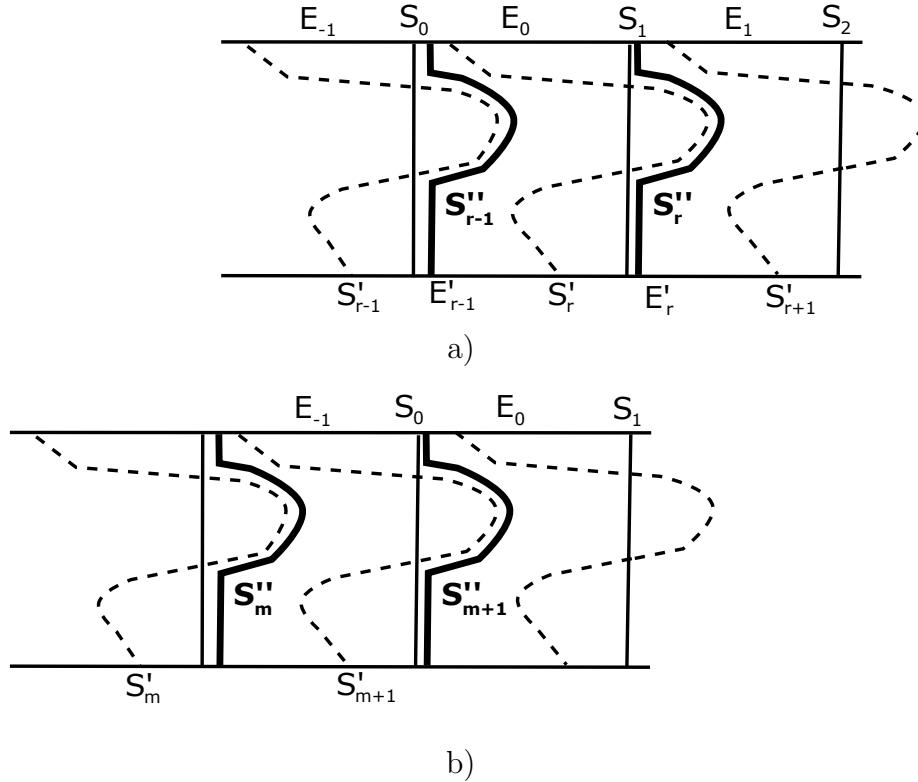 E₋₁ S₀ E₀ S₁ E₁ S₂
S''ᵣ₋₁ S''ᵣ
S'ᵣ₋₁ E'ᵣ₋₁ S'ᵣ E'ᵣ S'ᵣ₊₁
a)
E₋₁ S₀ E₀ S₁
S''ₘ S''ₘ₊₁
S'ₘ S'ₘ₊₁
b)